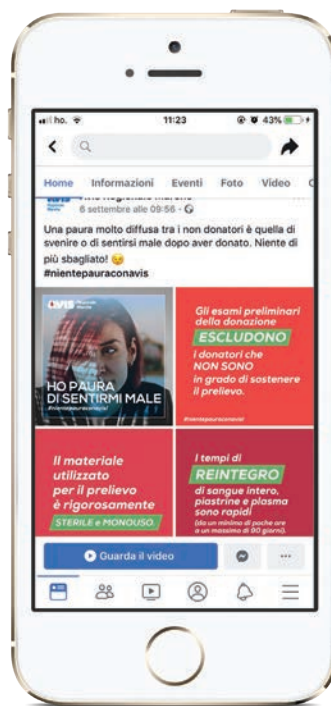 ho.
11:23
43%
Home Informazioni Eventi Foto Video
6 settembre alle 09:56 ·
Una paura molto diffusa tra i non donatori è quella di
svenire o di sentirsi male dopo aver donato. Niente di
più sbagliato! 😉
#nientepauraconavis
AVIS
HO PAURA
DI SENTIRMI MALE
#nientepauraconavis
Gli esami preliminari
della donazione
ESCLUDONO
i donatori che
NON SONO
in grado di sostenere
il prelievo.
#nientepauraconavis
Il materiale
utilizzato
per il prelievo
è rigorosamente
STERILE e MONOUSO.
I tempi di
REINTEGRO
di sangue intero,
piastrine e plasma
sono rapidi
(da un minimo di poche ore
a un massimo di 90 giorni).
Guarda il video